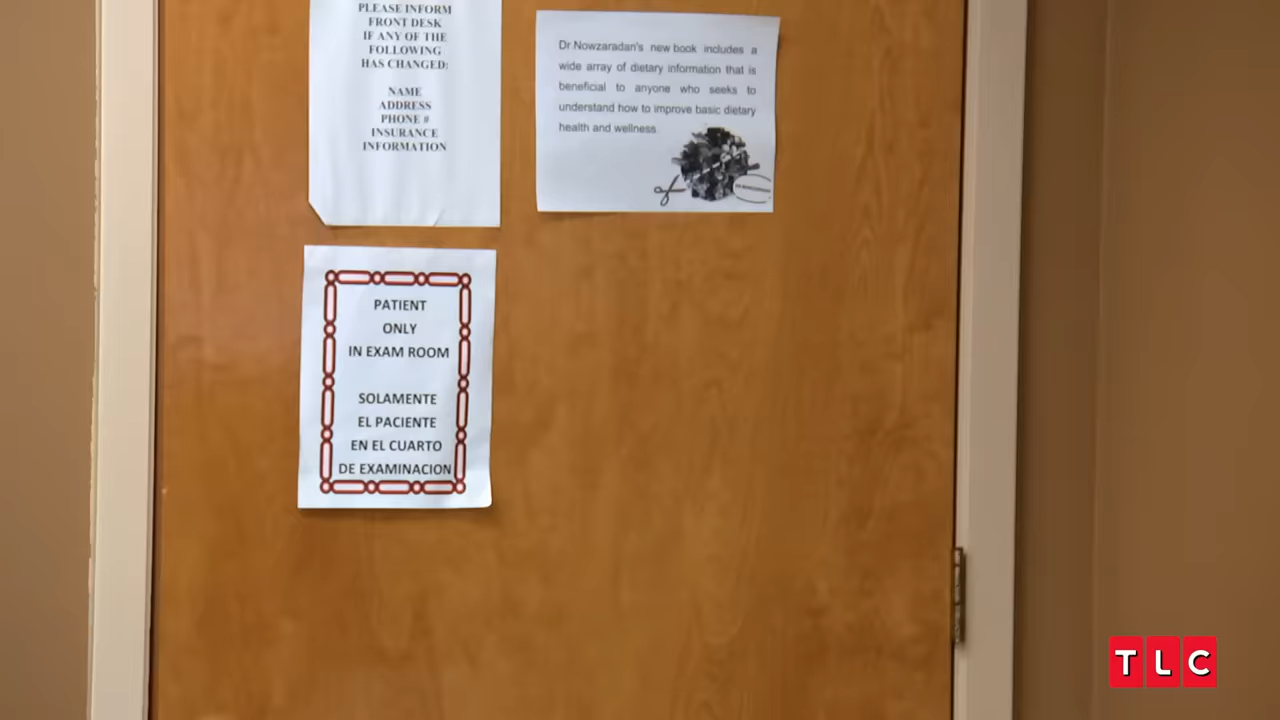 PLEASE INFORM
FRONT DESK
IF ANY OF THE
FOLLOWING
HAS CHANGED:
NAME
ADDRESS
PHONE #
INSURANCE
INFORMATION
Dr Nowzaradan's new book includes a
wide array of dietary information that is
beneficial to anyone who seeks to
understand how to improve basic dietary
health and wellness.
PATIENT
ONLY
IN EXAM ROOM
SOLAMENTE
EL PACIENTE
EN EL CUARTO
DE EXAMINACION
TLC